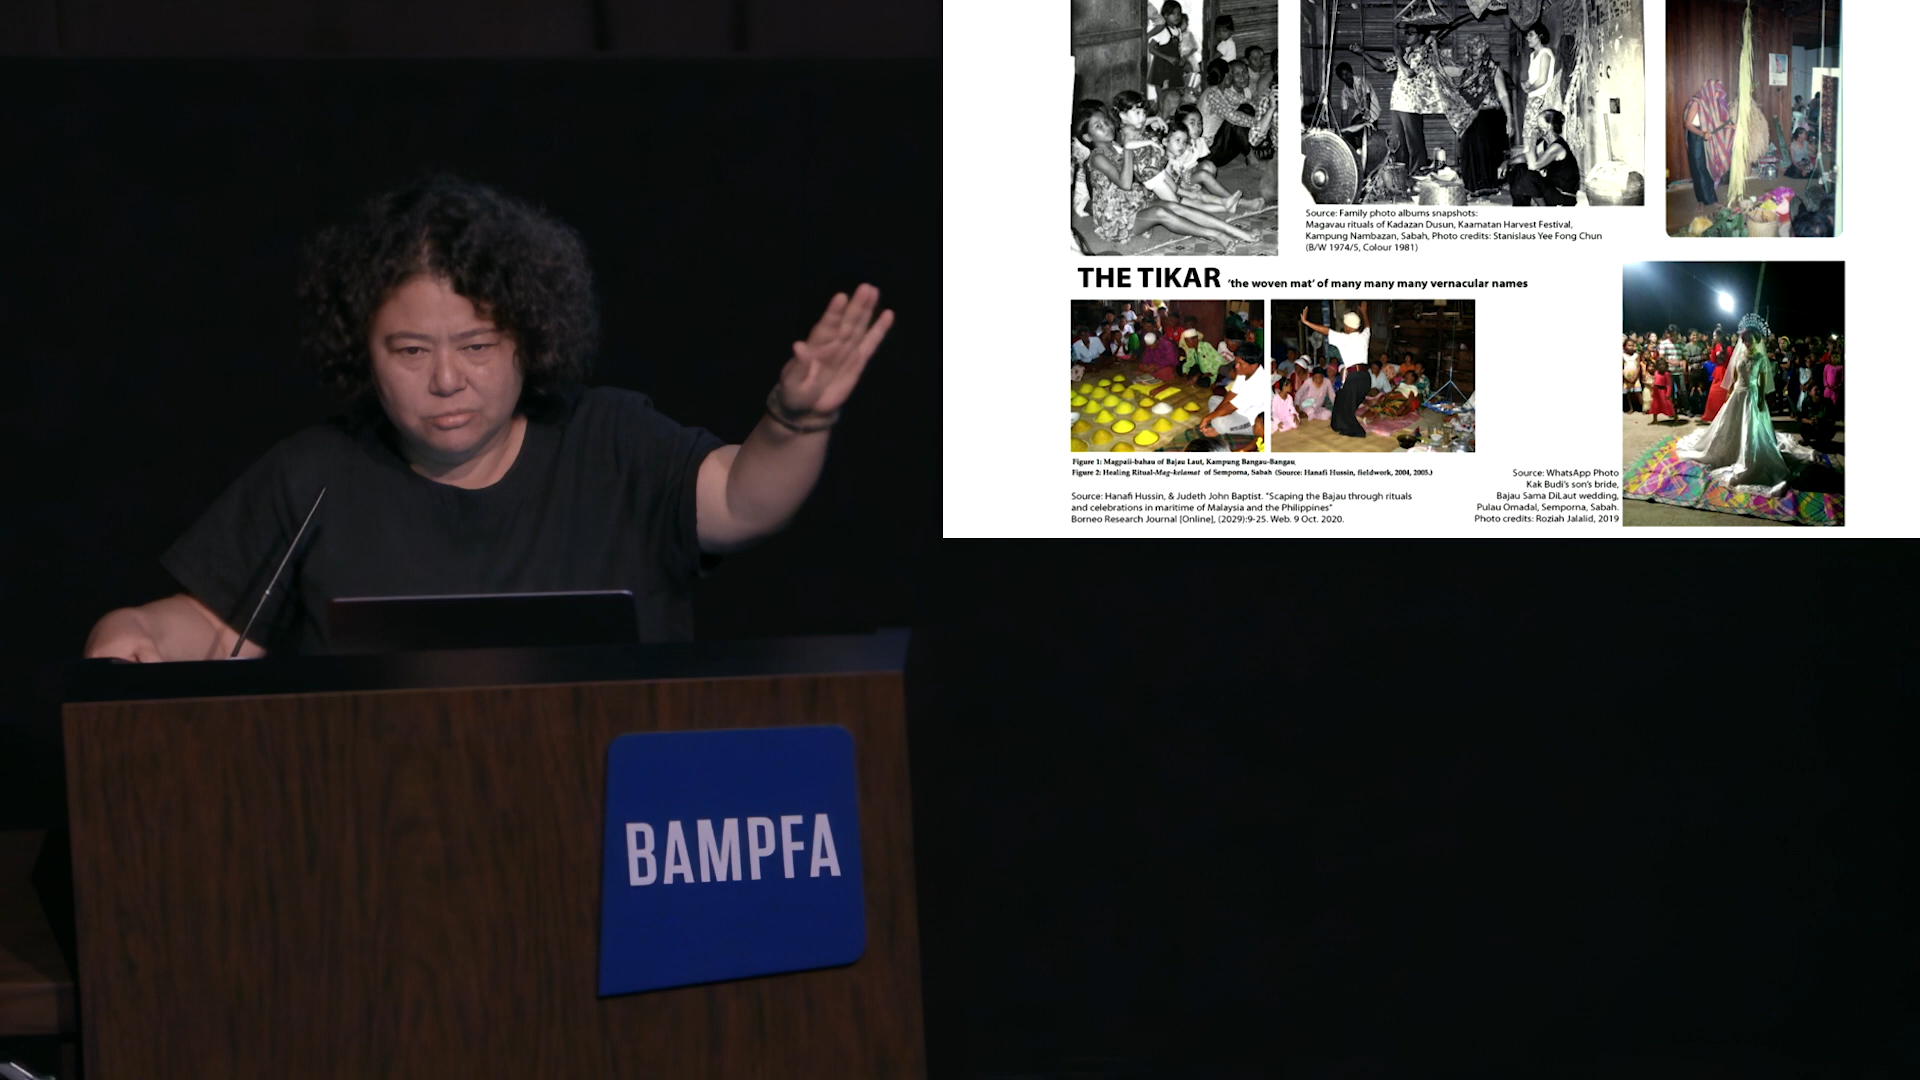 Source: Family photo albums snapshots:
Magavau rituals of Kadazan Dusun, Kaamatan Harvest Festival,
Kampung Nambazan, Sabah, Photo credits: Stanislaus Yee Fong Chun
(B/W 1974/5, Colour 1981)
THE TIKAR 'the woven mat' of many many many vernacular names
Figure 1: Magpaii-bahau of Bajau Laut, Kampung Bangau-Bangau,
Figure 2: Healing Ritual-Mag-kelamat of Semporna, Sabah (Source: Hanafi Hussin, fieldwork, 2004, 2005.)
Source: Hanafi Hussin, & Judeth John Baptist. "Scaping the Bajau through rituals
and celebrations in maritime of Malaysia and the Philippines"
Borneo Research Journal [Online], (2029):9-25. Web. 9 Oct. 2020.
Source: WhatsApp Photo
Kak Budi's son's bride,
Bajau Sama DiLaut wedding,
Pulau Omadal, Semporna, Sabah.
Photo credits: Roziah Jalalid, 2019
BAMPFA